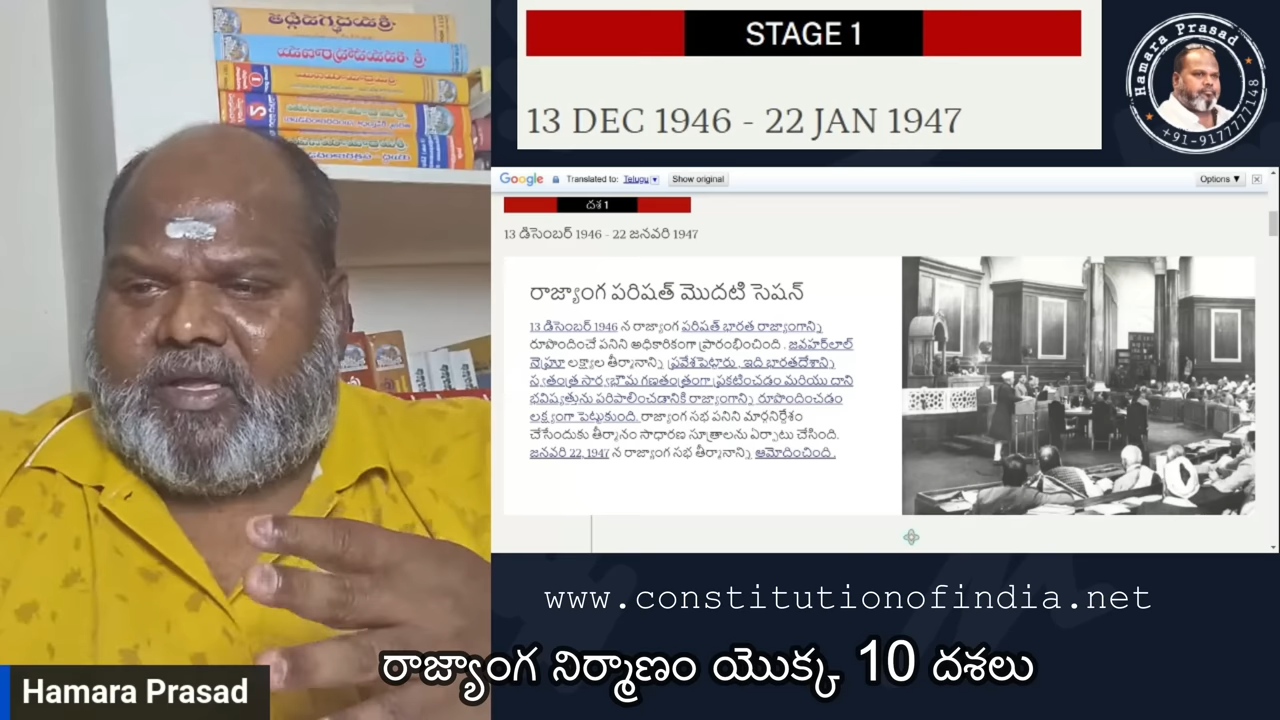 STAGE 1
13 DEC 1946 - 22 JAN 1947
Hamara Prasad
+91-9177777148
Google Translated to: Telugu Show original Options
దశ 1
13 డిసెంబర్ 1946 - 22 జనవరి 1947
రాజ్యాంగ పరిషత్ మొదటి సెషన్
13 డిసెంబర్ 1946 న రాజ్యాంగ పరిషత్ భారత రాజ్యాంగాన్ని
రూపొందించే పనిని అధికారికంగా ప్రారంభించింది . జవహర్‌లాల్
నెహ్రూ లక్ష్యాల తీర్మానాన్ని ప్రవేశపెట్టారు , ఇది భారతదేశాన్ని
స్వతంత్ర సార్వభౌమ గణతంత్రంగా ప్రకటించడం మరియు దాని
భవిష్యత్తును పరిపాలించడానికి రాజ్యాంగాన్ని రూపొందించడం
లక్ష్యంగా పెట్టుకుంది. రాజ్యాంగ సభ పనిని మార్గనిర్దేశం
చేసేందుకు తీర్మానం సాధారణ సూత్రాలను ఏర్పాటు చేసింది.
జనవరి 22, 1947 న రాజ్యాంగ సభ తీర్మానాన్ని ఆమోదించింది .
www.constitutionofindia.net
రాజ్యాంగ నిర్మాణం యొక్క 10 దశలు
Hamara Prasad